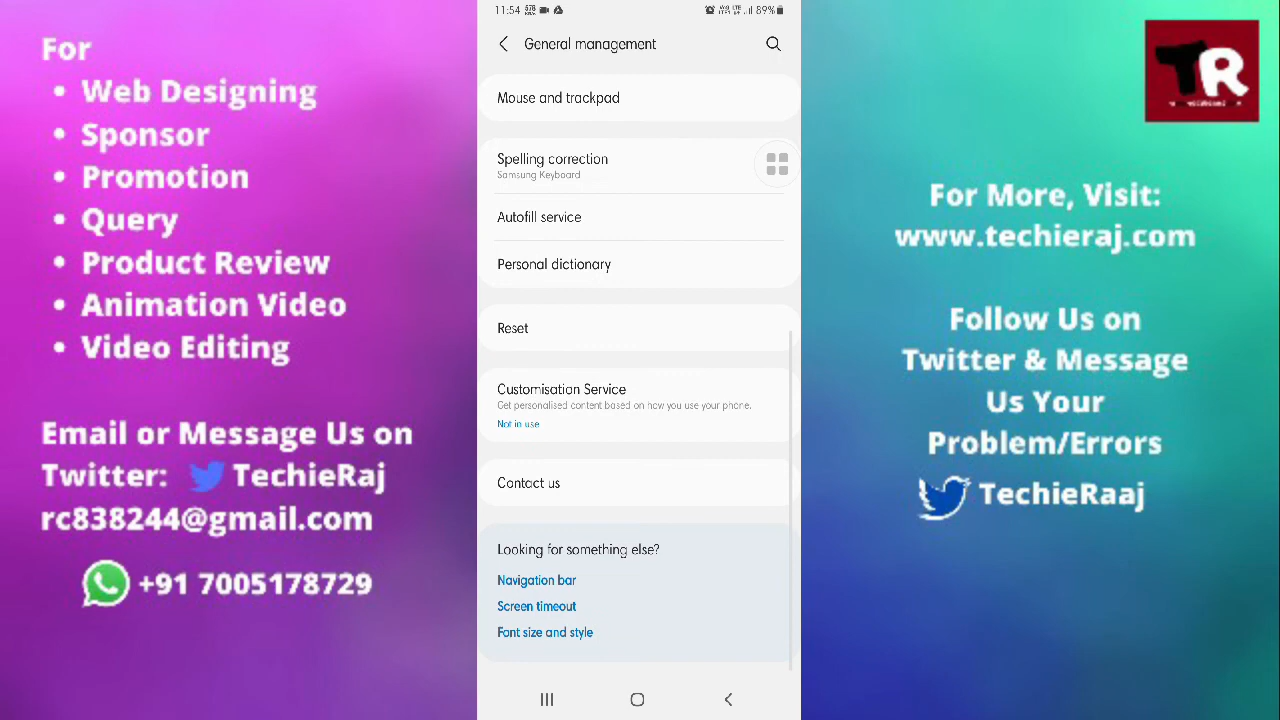 For
• Web Designing
• Sponsor
• Promotion
• Query
• Product Review
• Animation Video
• Video Editing
Email or Message Us on
Twitter: TechieRaj
rc838244@gmail.com
+91 7005178729
11:54
89%
General management
Mouse and trackpad
Spelling correction
Samsung Keyboard
Autofill service
Personal dictionary
Reset
Customisation Service
Get personalised content based on how you use your phone.
Not in use
Contact us
Looking for something else?
Navigation bar
Screen timeout
Font size and style
TR
For More, Visit:
www.techieraj.com
Follow Us on
Twitter & Message
Us Your
Problem/Errors
TechieRaaj